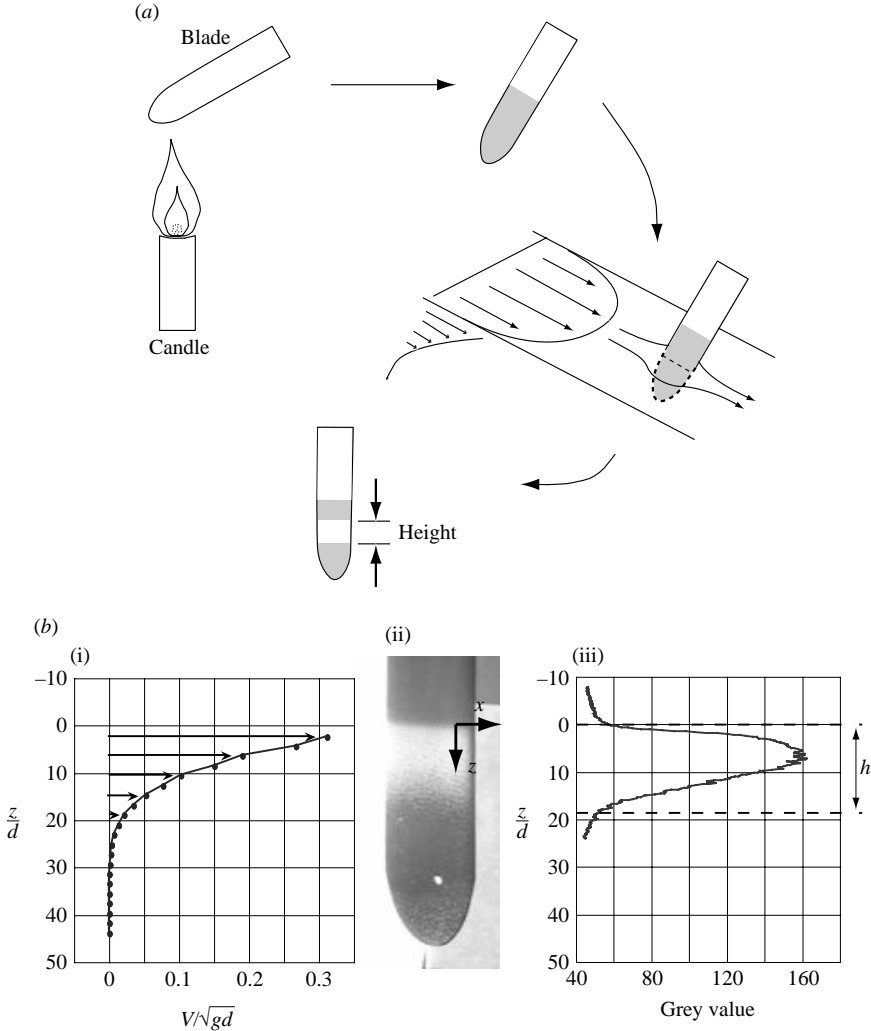 (a)
Blade
Candle
Height
(b)
(i)
–10
0
10
20
30
40
50
z
d
0 0.1 0.2 0.3
V/√gd
(ii)
x
z
(iii)
–10
0
10
20
30
40
50
z
d
h
40 80 120 160
Grey value